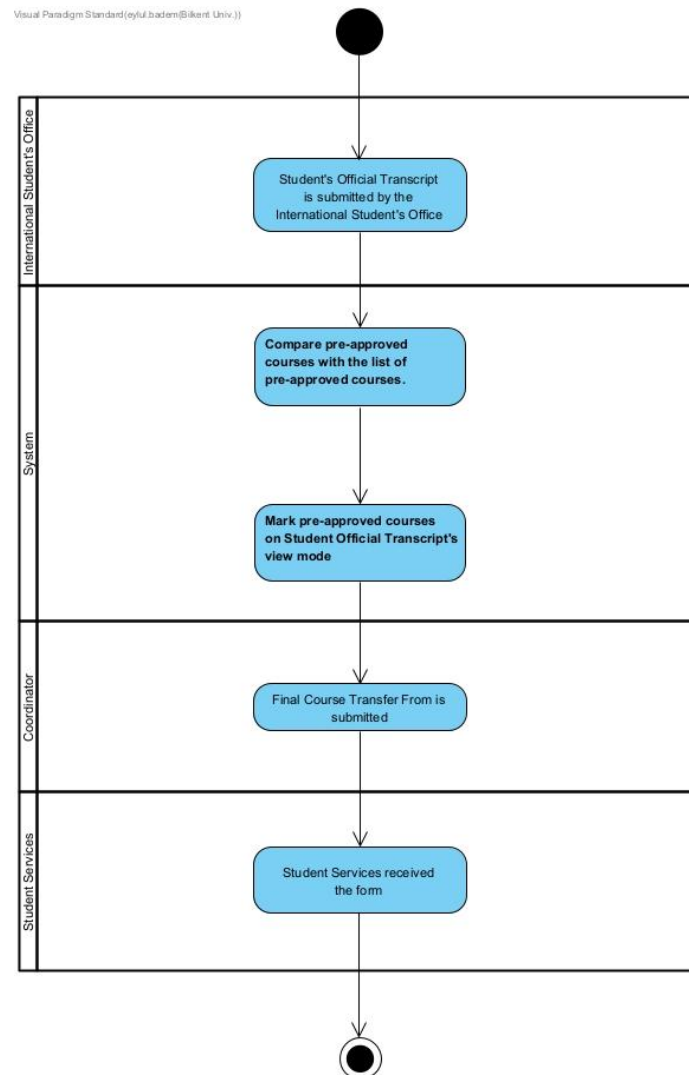 Visual Paradigm Standard(eylul.badem(Bilkent Univ.))
International Student's Office
Student's Official Transcript
is submitted by the
International Student's Office
System
Compare pre-approved
courses with the list of
pre-approved courses.
Mark pre-approved courses
on Student Official Transcript's
view mode
Coordinator
Final Course Transfer From is
submitted
Student Services
Student Services received
the form